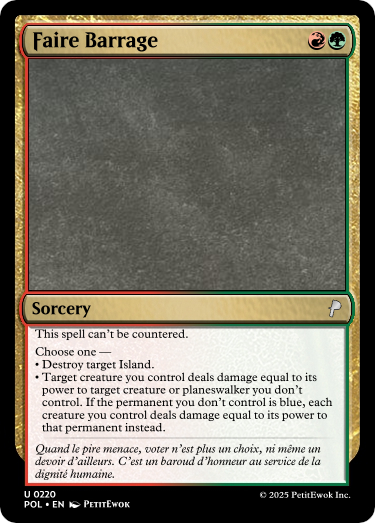 Faire Barrage
Sorcery
This spell can't be countered.
Choose one —
• Destroy target Island.
• Target creature you control deals damage equal to its
power to target creature or planeswalker you don't
control. If the permanent you don't control is blue, each
creature you control deals damage equal to its power to
that permanent instead.
Quand le pire menace, voter n'est plus un choix, ni même un
devoir d'ailleurs. C'est un baroud d'honneur au service de la
dignité humaine.
U 0220
POL • EN PetitEwok
© 2025 PetitEwok Inc.